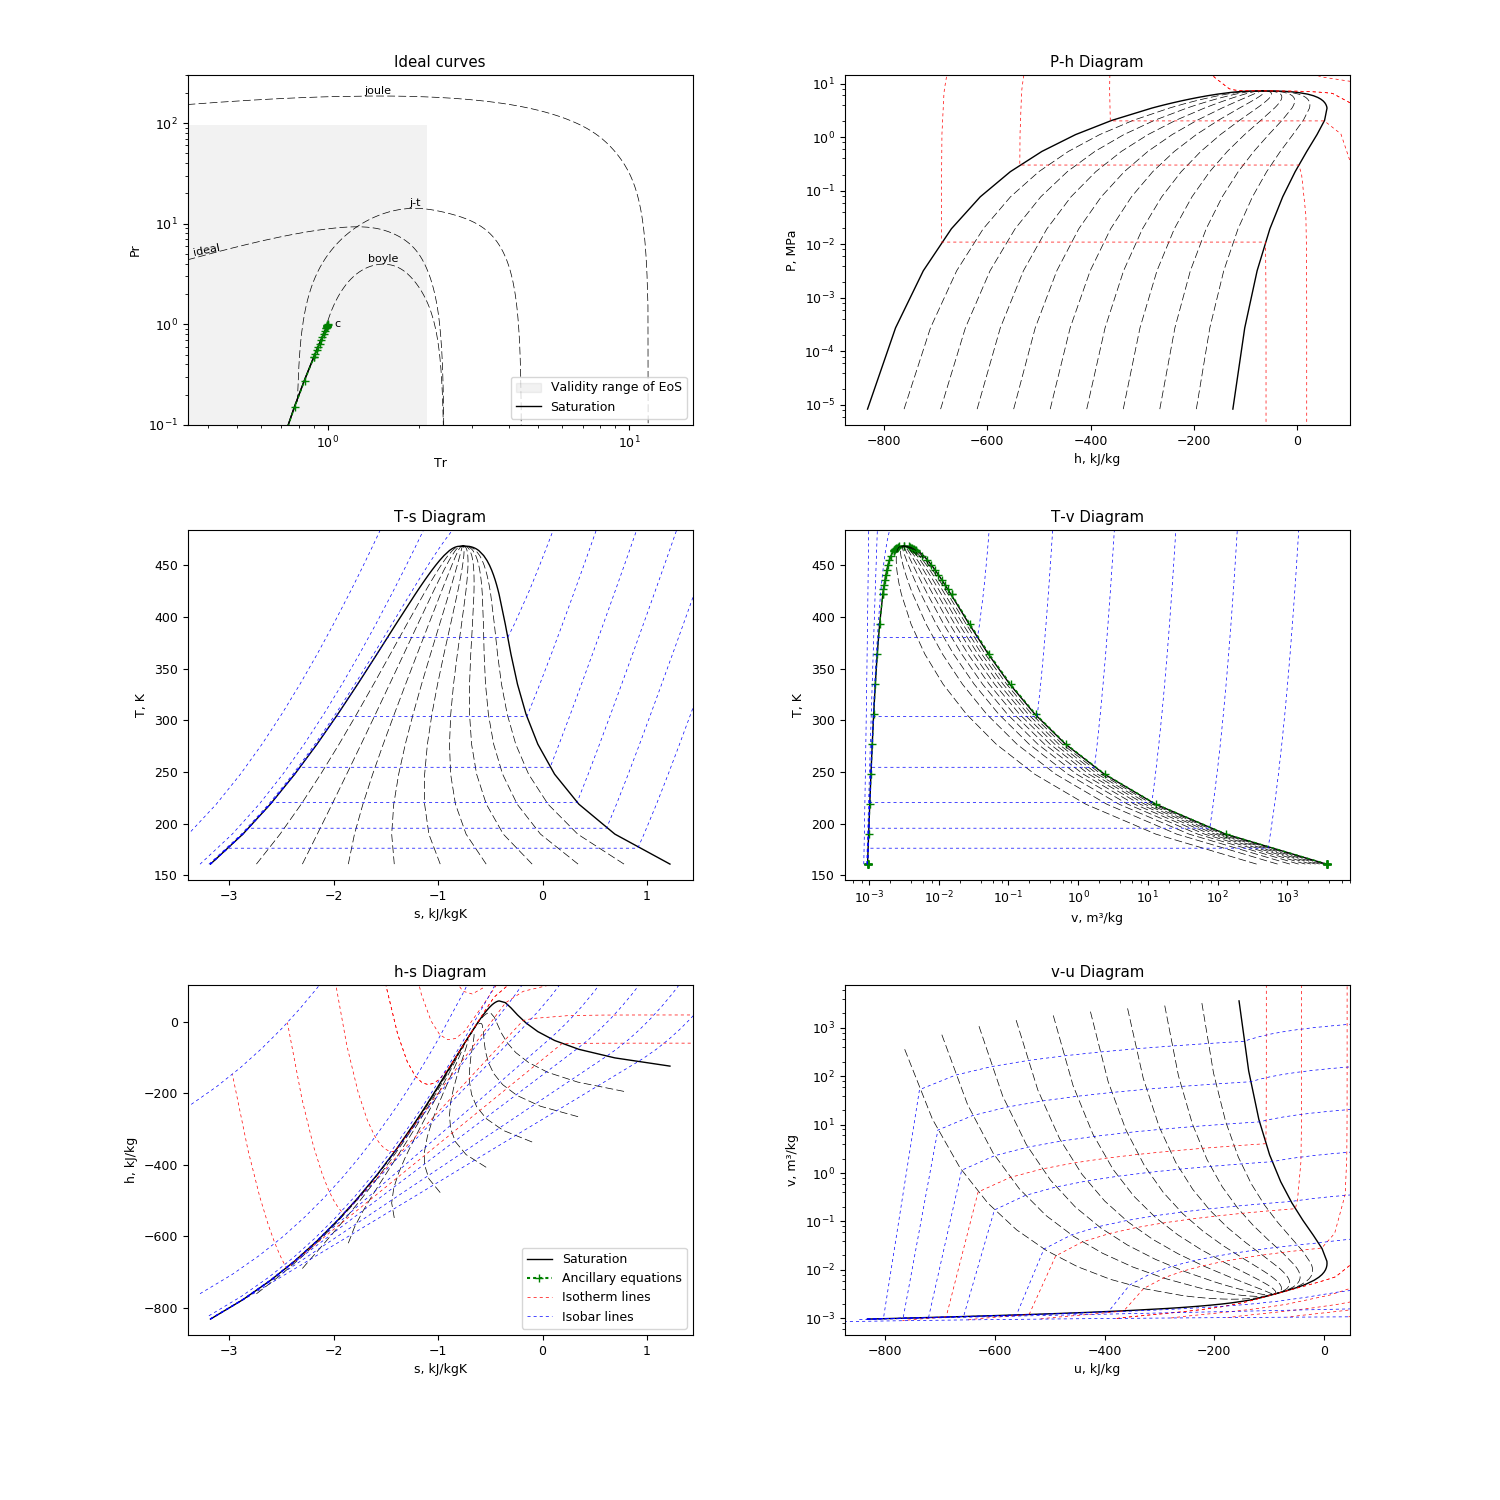 Ideal curves
Pr
10²
10¹
10⁰
10⁻¹
joule
j-t
ideal
boyle
c
Validity range of EoS
Saturation
10⁰ 10¹
Tr
P-h Diagram
P, MPa
10¹
10⁰
10⁻¹
10⁻²
10⁻³
10⁻⁴
10⁻⁵
−800 −600 −400 −200 0
h, kJ/kg
T-s Diagram
T, K
450
400
350
300
250
200
150
−3 −2 −1 0 1
s, kJ/kgK
T-v Diagram
T, K
450
400
350
300
250
200
150
10⁻³ 10⁻² 10⁻¹ 10⁰ 10¹ 10² 10³
v, m³/kg
h-s Diagram
h, kJ/kg
0
−200
−400
−600
−800
Saturation
Ancillary equations
Isotherm lines
Isobar lines
−3 −2 −1 0 1
s, kJ/kgK
v-u Diagram
v, m³/kg
10³
10²
10¹
10⁰
10⁻¹
10⁻²
10⁻³
−800 −600 −400 −200 0
u, kJ/kg